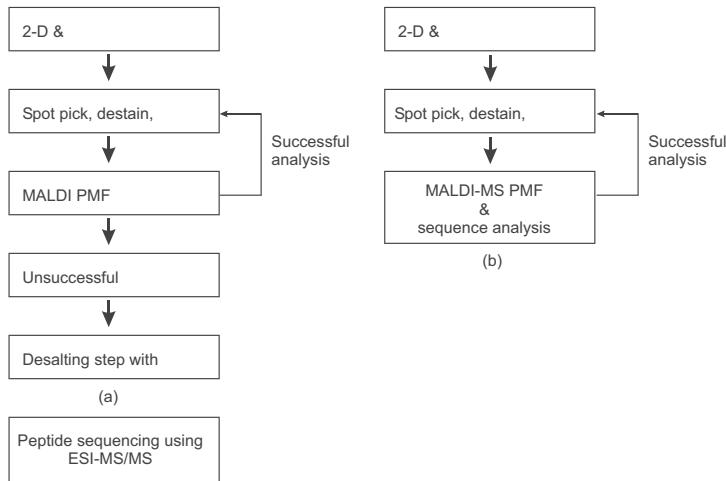 2-D &
Spot pick, destain,
Successful
analysis
MALDI PMF
Unsuccessful
Desalting step with
(a)
Peptide sequencing using
ESI-MS/MS
2-D &
Spot pick, destain,
Successful
analysis
MALDI-MS PMF
&
sequence analysis
(b)